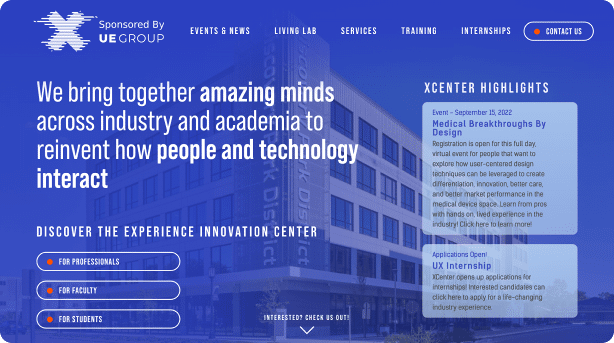 Sponsored By
UEGROUP
EVENTS & NEWS
LIVING LAB
SERVICES
TRAINING
INTERNSHIPS
CONTACT US
We bring together amazing minds
across industry and academia to
reinvent how people and technology
interact
DISCOVER THE EXPERIENCE INNOVATION CENTER
FOR PROFESSIONALS
FOR FACULTY
FOR STUDENTS
INTERESTED? CHECK US OUT!
XCENTER HIGHLIGHTS
Event – September 15, 2022
Medical Breakthroughs By
Design
Registration is open for this full day,
virtual event for people that want to
explore how user-centered design
techniques can be leveraged to create
differentiation, innovation, better care,
and better market performance in the
medical device space. Learn from pros
with hands on, lived experience in the
industry! Click here to learn more!
Applications Open!
UX Internship
XCenter opens up applications for
internships! Interested candidates can
click here to apply for a life-changing
industry experience.